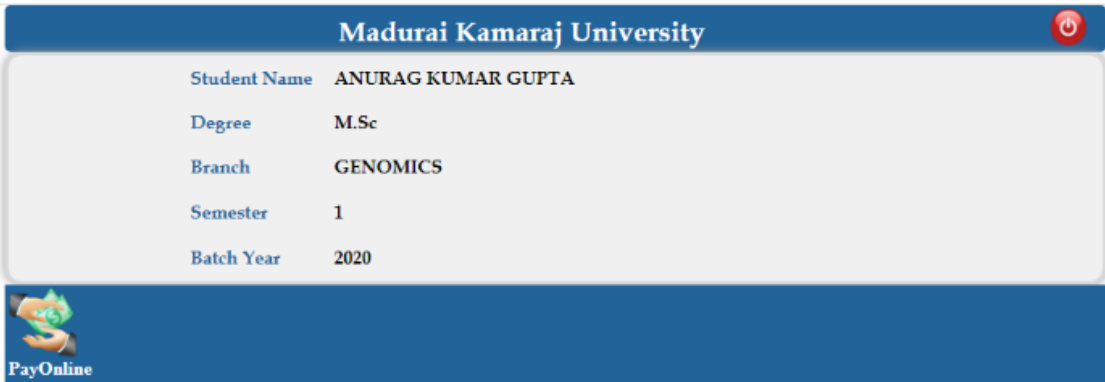 Madurai Kamaraj University
Student Name ANURAG KUMAR GUPTA
Degree M.Sc
Branch GENOMICS
Semester 1
Batch Year 2020
PayOnline